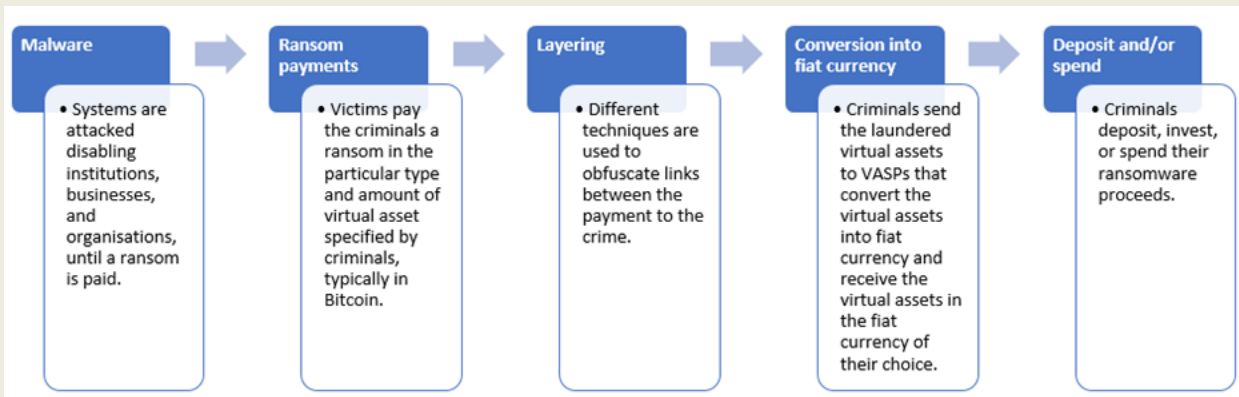 Malware
• Systems are
attacked
disabling
institutions,
businesses,
and
organisations,
until a ransom
is paid.
Ransom
payments
• Victims pay
the criminals a
ransom in the
particular type
and amount of
virtual asset
specified by
criminals,
typically in
Bitcoin.
Layering
• Different
techniques are
used to
obfuscate links
between the
payment to the
crime.
Conversion into
fiat currency
• Criminals send
the laundered
virtual assets
to VASPs that
convert the
virtual assets
into fiat
currency and
receive the
virtual assets in
the fiat
currency of
their choice.
Deposit and/or
spend
• Criminals
deposit, invest,
or spend their
ransomware
proceeds.